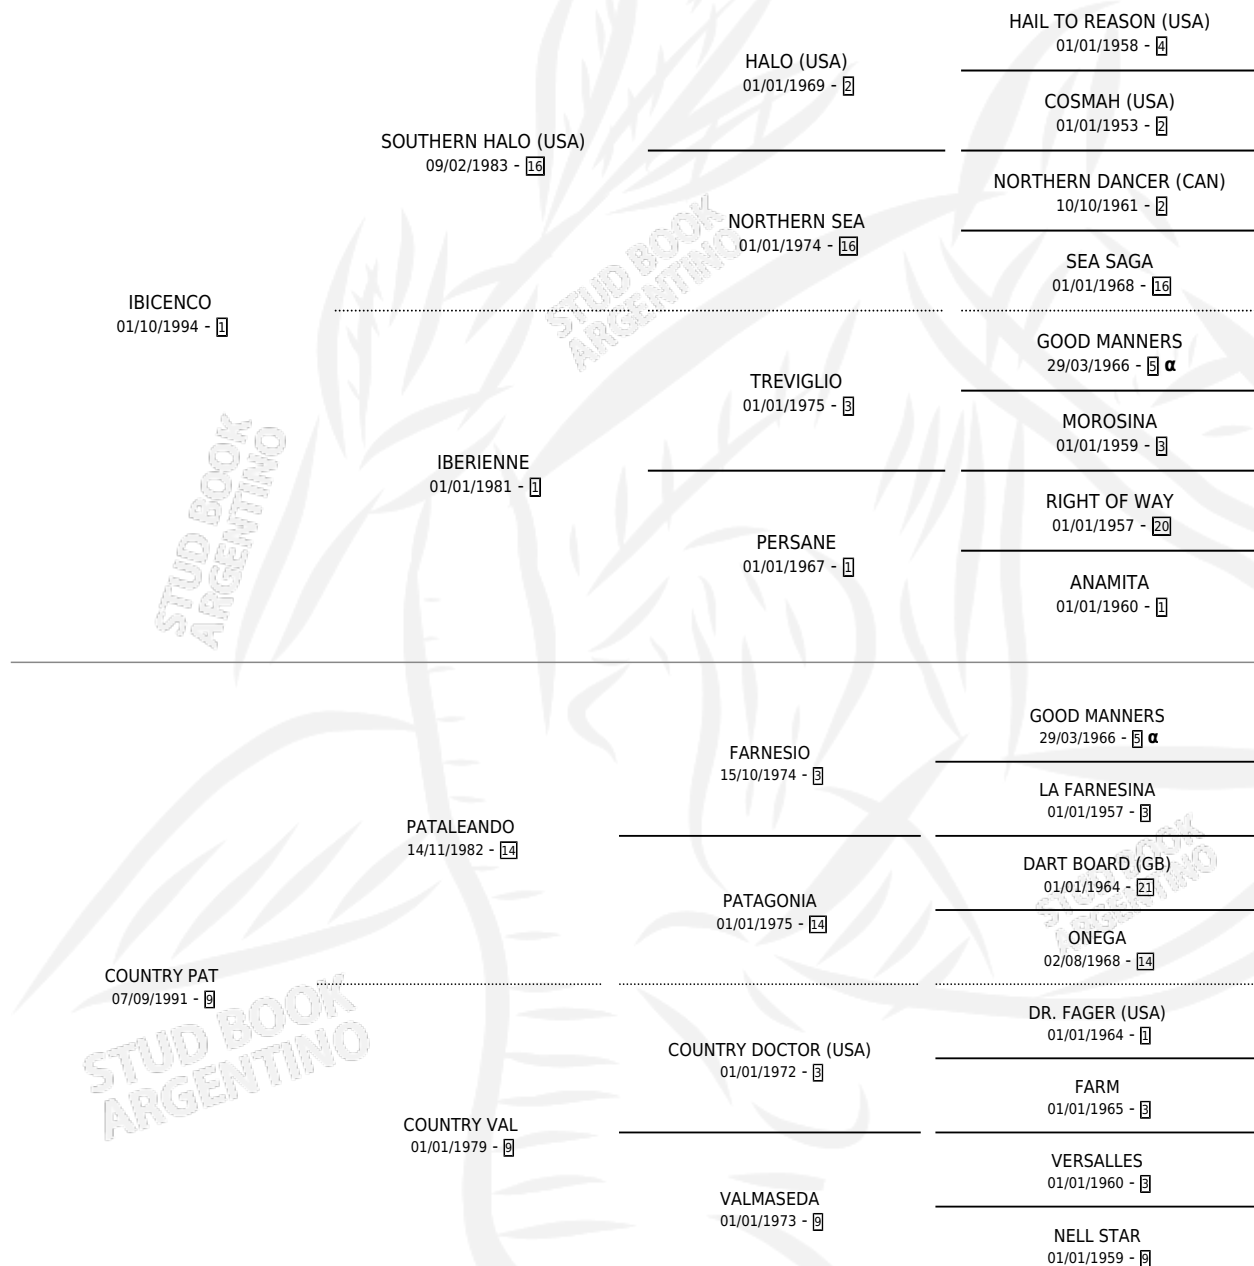 HAIL TO REASON (USA)
01/01/1958 - 4
HALO (USA)
01/01/1969 - 2
COSMAH (USA)
01/01/1953 - 2
SOUTHERN HALO (USA)
09/02/1983 - 16
NORTHERN DANCER (CAN)
10/10/1961 - 2
NORTHERN SEA
01/01/1974 - 16
SEA SAGA
01/01/1968 - 16
IBICENCO
01/10/1994 - 1
GOOD MANNERS
29/03/1966 - 5 α
TREVIGLIO
01/01/1975 - 3
MOROSINA
01/01/1959 - 3
IBERIENNE
01/01/1981 - 1
RIGHT OF WAY
01/01/1957 - 20
PERSANE
01/01/1967 - 1
ANAMITA
01/01/1960 - 1
GOOD MANNERS
29/03/1966 - 5 α
FARNESIO
15/10/1974 - 3
LA FARNESINA
01/01/1957 - 3
PATALEANDO
14/11/1982 - 14
DART BOARD (GB)
01/01/1964 - 21
PATAGONIA
01/01/1975 - 14
ONEGA
02/08/1968 - 14
COUNTRY PAT
07/09/1991 - 9
DR. FAGER (USA)
01/01/1964 - 1
COUNTRY DOCTOR (USA)
01/01/1972 - 3
FARM
01/01/1965 - 3
COUNTRY VAL
01/01/1979 - 9
VERSALLES
01/01/1960 - 3
VALMASEDA
01/01/1973 - 9
NELL STAR
01/01/1959 - 9
STUD BOOK
ARGENTINO
STUD BOOK
ARGENTINO
STUD BOOK
ARGENTINO
STUD BOOK
ARGENTINO